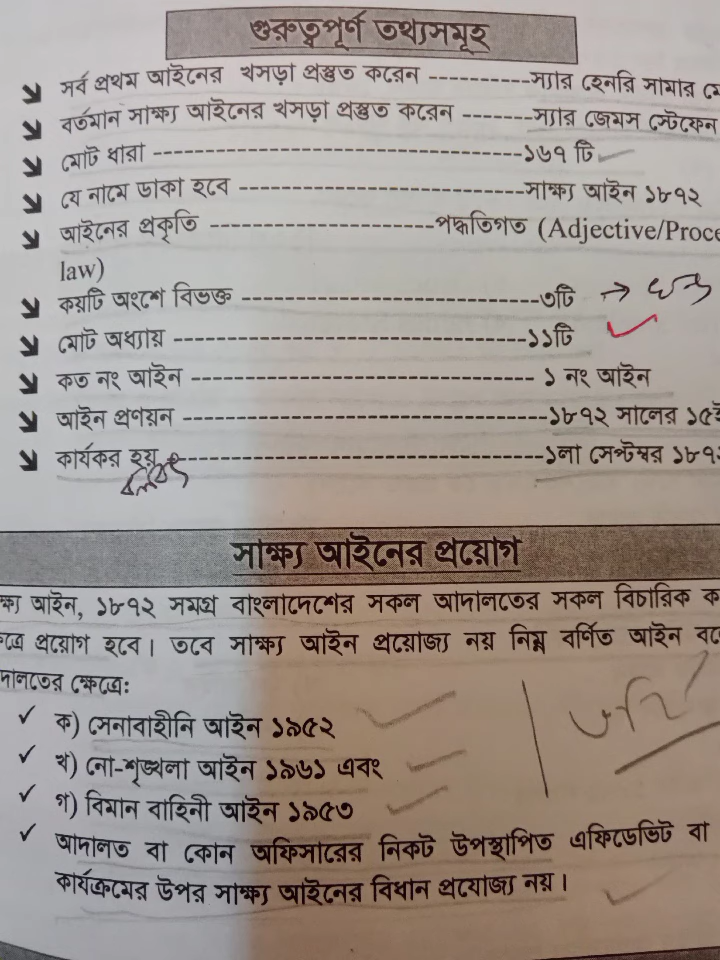 গুরুত্বপূর্ণ তথ্যসমূহ
সর্ব প্রথম আইনের খসড়া প্রস্তুত করেন ----------স্যার হেনরি সামার মে
বর্তমান সাক্ষ্য আইনের খসড়া প্রস্তুত করেন ----------স্যার জেমস স্টেফেন
মোট ধারা -------------------------------------১৬৭ টি
যে নামে ডাকা হবে ----------------------------সাক্ষ্য আইন ১৮৭২
আইনের প্রকৃতি ----------------------পদ্ধতিগত (Adjective/Proce
law)
কয়টি অংশে বিভক্ত ------------------------------৩টি
মোট অধ্যায় -----------------------------------১১টি
কত নং আইন ---------------------------------- ১ নং আইন
আইন প্রণয়ন ------------------------------------১৮৭২ সালের ১৫ই
কার্যকর হয় ------------------------------------১লা সেপ্টেম্বর ১৮৭২
সাক্ষ্য আইনের প্রয়োগ
ক্ষ্য আইন, ১৮৭২ সমগ্র বাংলাদেশের সকল আদালতের সকল বিচারিক ক
ত্রে প্রয়োগ হবে। তবে সাক্ষ্য আইন প্রয়োজ্য নয় নিম্ন বর্ণিত আইন বলে
দালতের ক্ষেত্রে:
✓ ক) সেনাবাহীনি আইন ১৯৫২
✓ খ) নৌ-শৃঙ্খলা আইন ১৯৬১ এবং
✓ গ) বিমান বাহিনী আইন ১৯৫৩
✓ আদালত বা কোন অফিসারের নিকট উপস্থাপিত এফিডেভিট বা
কার্যক্রমের উপর সাক্ষ্য আইনের বিধান প্রযোজ্য নয়।